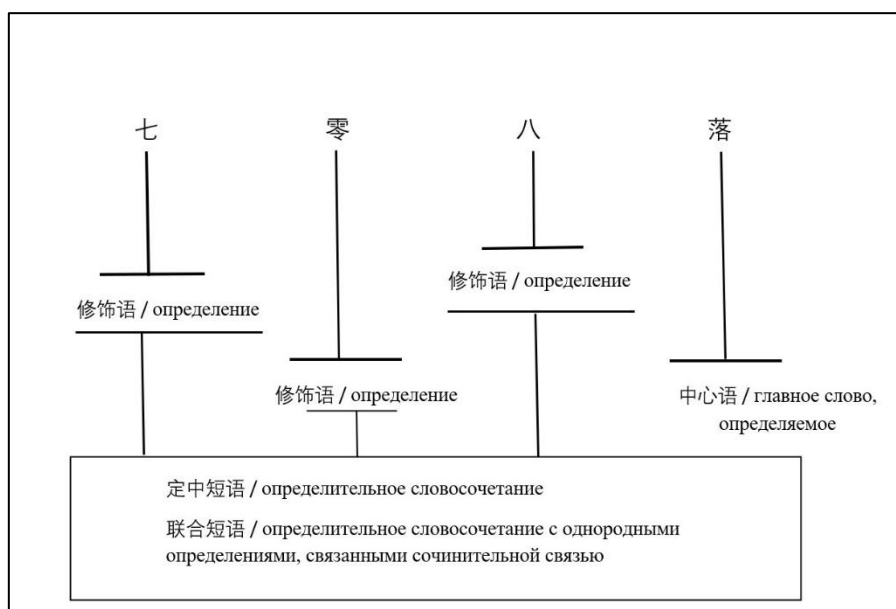 七 零 八 落
修饰语 / определение
修饰语 / определение
修饰语 / определение
中心语 / главное слово,
определяемое
定中短语 / определительное словосочетание
联合短语 / определительное словосочетание с однородными
определениями, связанными сочинительной связью